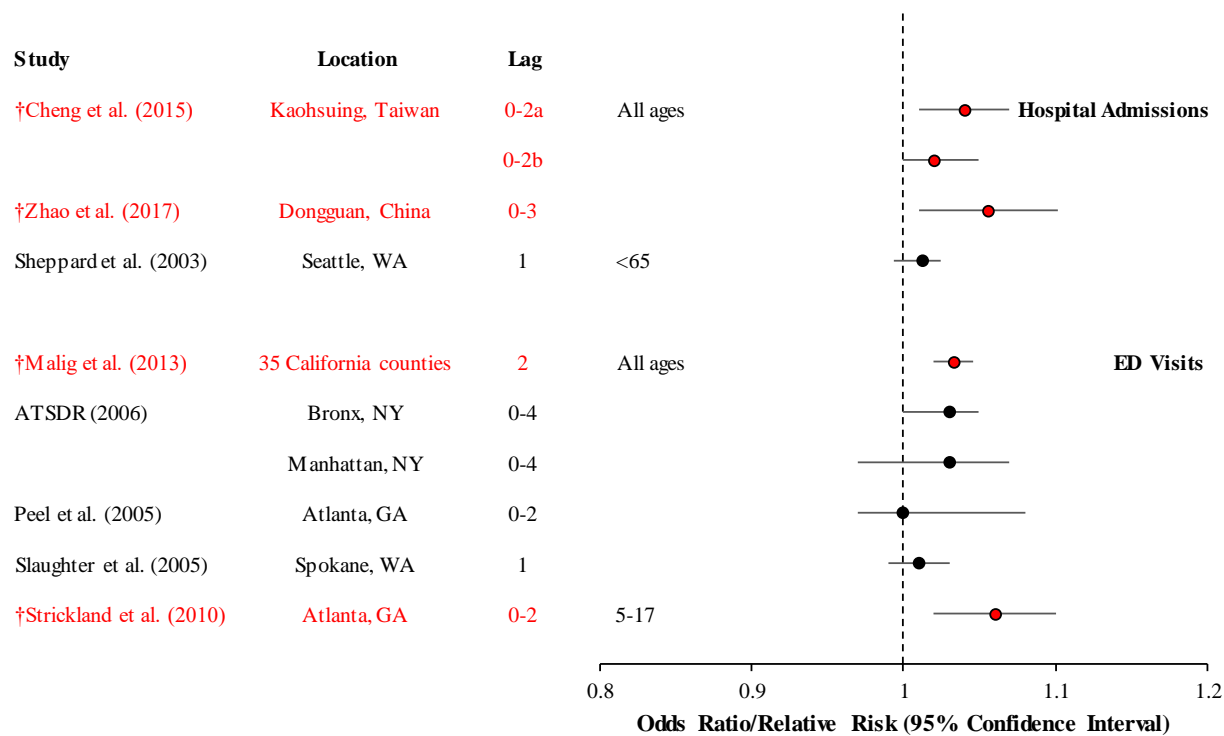 Study Location Lag
†Cheng et al. (2015) Kaohsuing, Taiwan 0-2a All ages Hospital Admissions
0-2b
†Zhao et al. (2017) Dongguan, China 0-3
Sheppard et al. (2003) Seattle, WA 1 <65
†Malig et al. (2013) 35 California counties 2 All ages ED Visits
ATSDR (2006) Bronx, NY 0-4
Manhattan, NY 0-4
Peel et al. (2005) Atlanta, GA 0-2
Slaughter et al. (2005) Spokane, WA 1
†Strickland et al. (2010) Atlanta, GA 0-2 5-17
0.8 0.9 1 1.1 1.2
Odds Ratio/Relative Risk (95% Confidence Interval)